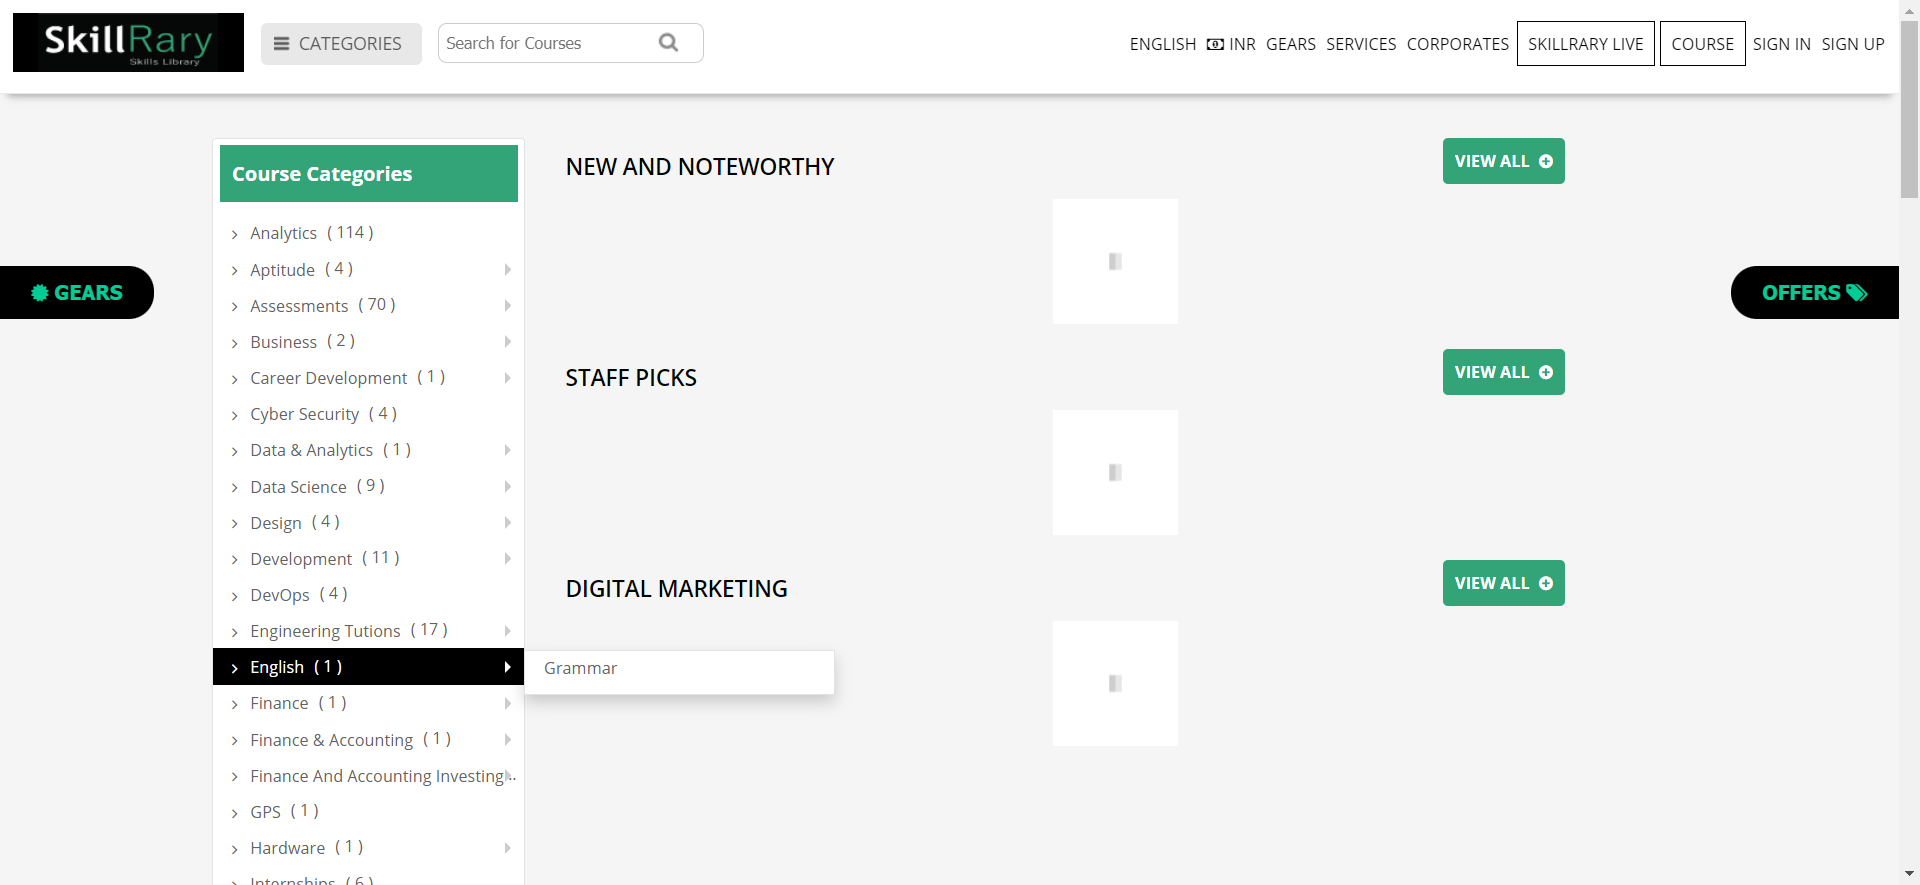 SkillRary
Skills Library
CATEGORIES
Search for Courses
ENGLISH INR GEARS SERVICES CORPORATES SKILLRARY LIVE COURSE SIGN IN SIGN UP
Course Categories
Analytics ( 114 )
Aptitude ( 4 )
Assessments ( 70 )
Business ( 2 )
Career Development ( 1 )
Cyber Security ( 4 )
Data & Analytics ( 1 )
Data Science ( 9 )
Design ( 4 )
Development ( 11 )
DevOps ( 4 )
Engineering Tutions ( 17 )
English ( 1 )
Grammar
Finance ( 1 )
Finance & Accounting ( 1 )
Finance And Accounting Investing...
GPS ( 1 )
Hardware ( 1 )
Internships ( 6 )
GEARS
NEW AND NOTEWORTHY
VIEW ALL
STAFF PICKS
VIEW ALL
DIGITAL MARKETING
VIEW ALL
OFFERS